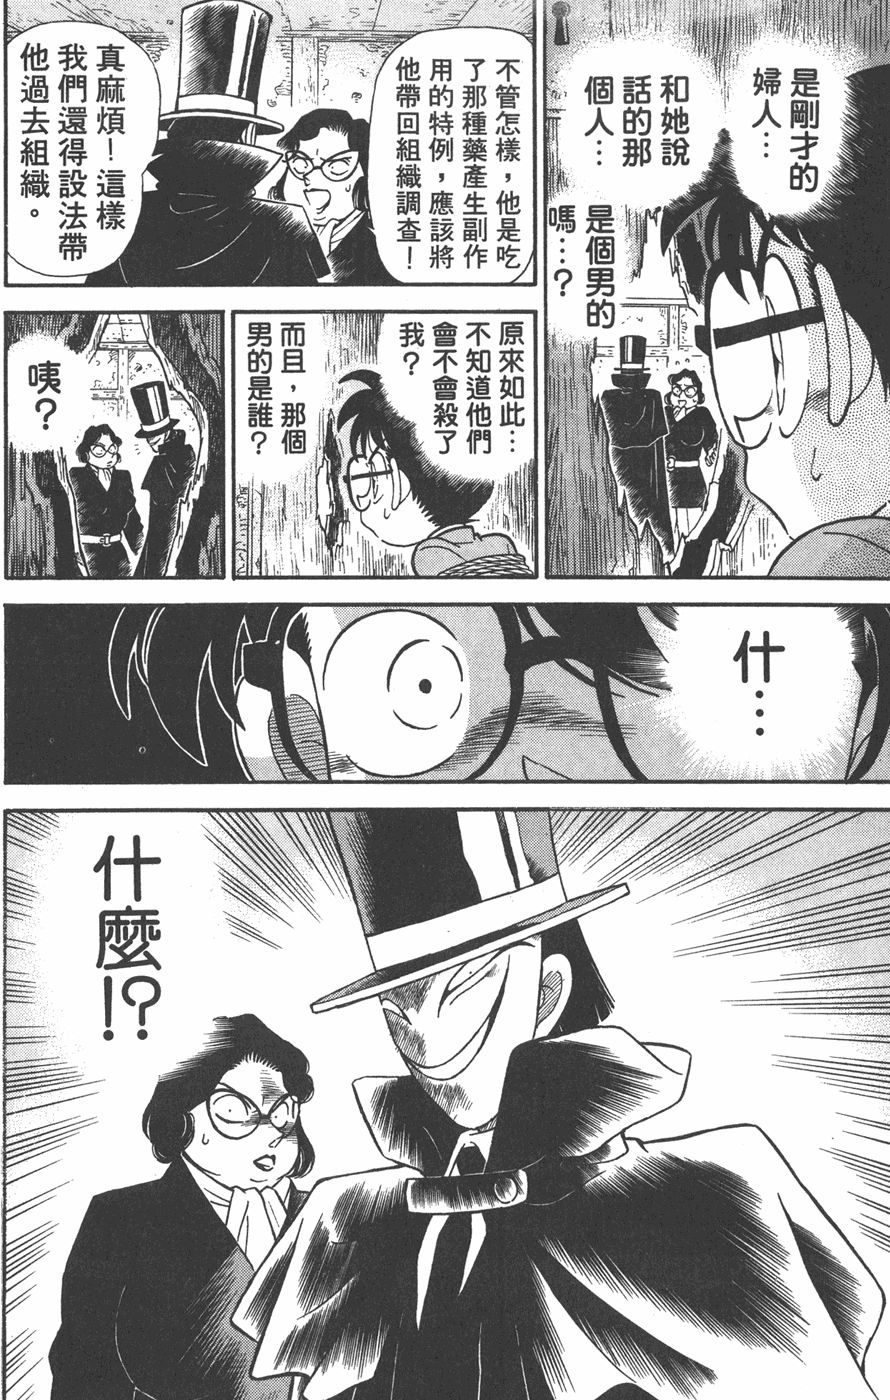 是剛才的
婦人…
和她說
話的那
個人…
是個男的
嗎…？
不管怎樣，他是吃
了那種藥產生副作
用的特例，應該將
他帶回組織調查！
真麻煩！這樣
我們還得設法帶
他過去組織。
原來如此…
不知道他們
會不會殺了
我？
而且，那個
男的是誰？
咦？
什…
什麼!?